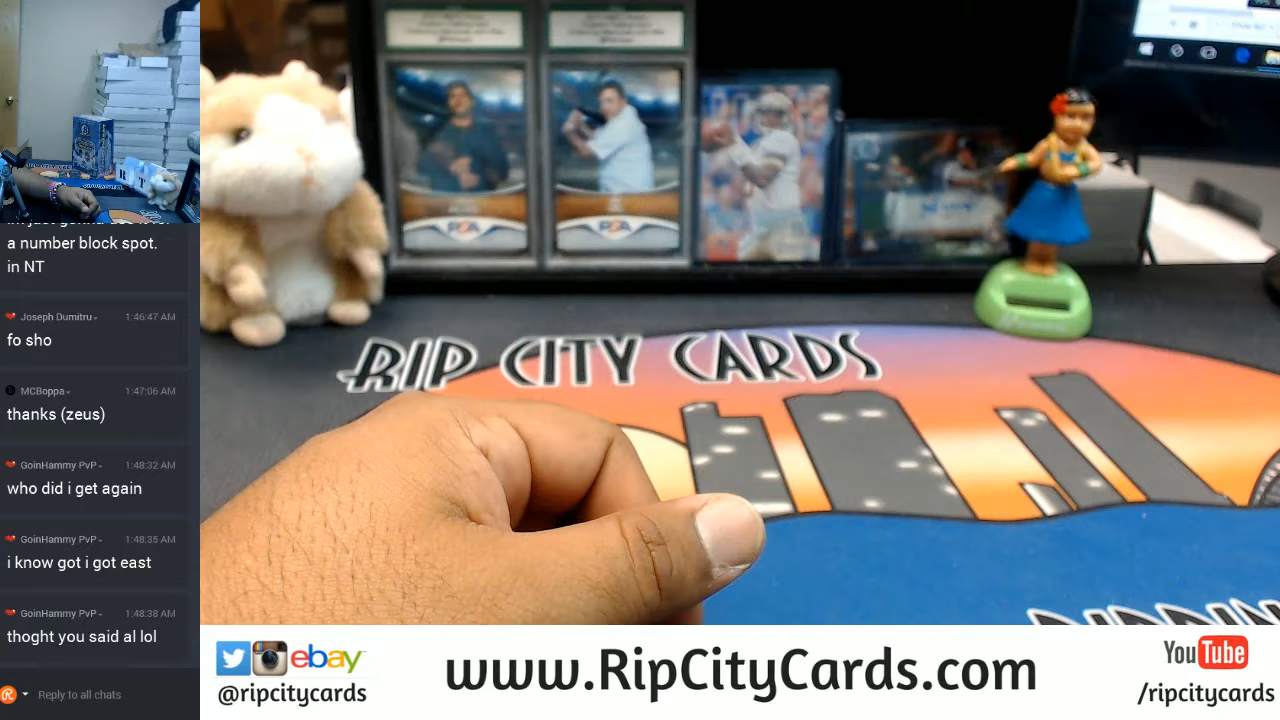 a number block spot.
in NT
Joseph Dumitru
1:46:47 AM
fo sho
MCBoppa
1:47:06 AM
thanks (zeus)
GoinHammy PvP
1:48:32 AM
who did i get again
GoinHammy PvP
1:48:35 AM
i know got i got east
GoinHammy PvP
1:48:38 AM
thoght you said al lol
Reply to all chats
RIP CITY CARDS
ebay
@ripcitycards
www.RipCityCards.com
YouTube
/ripcitycards